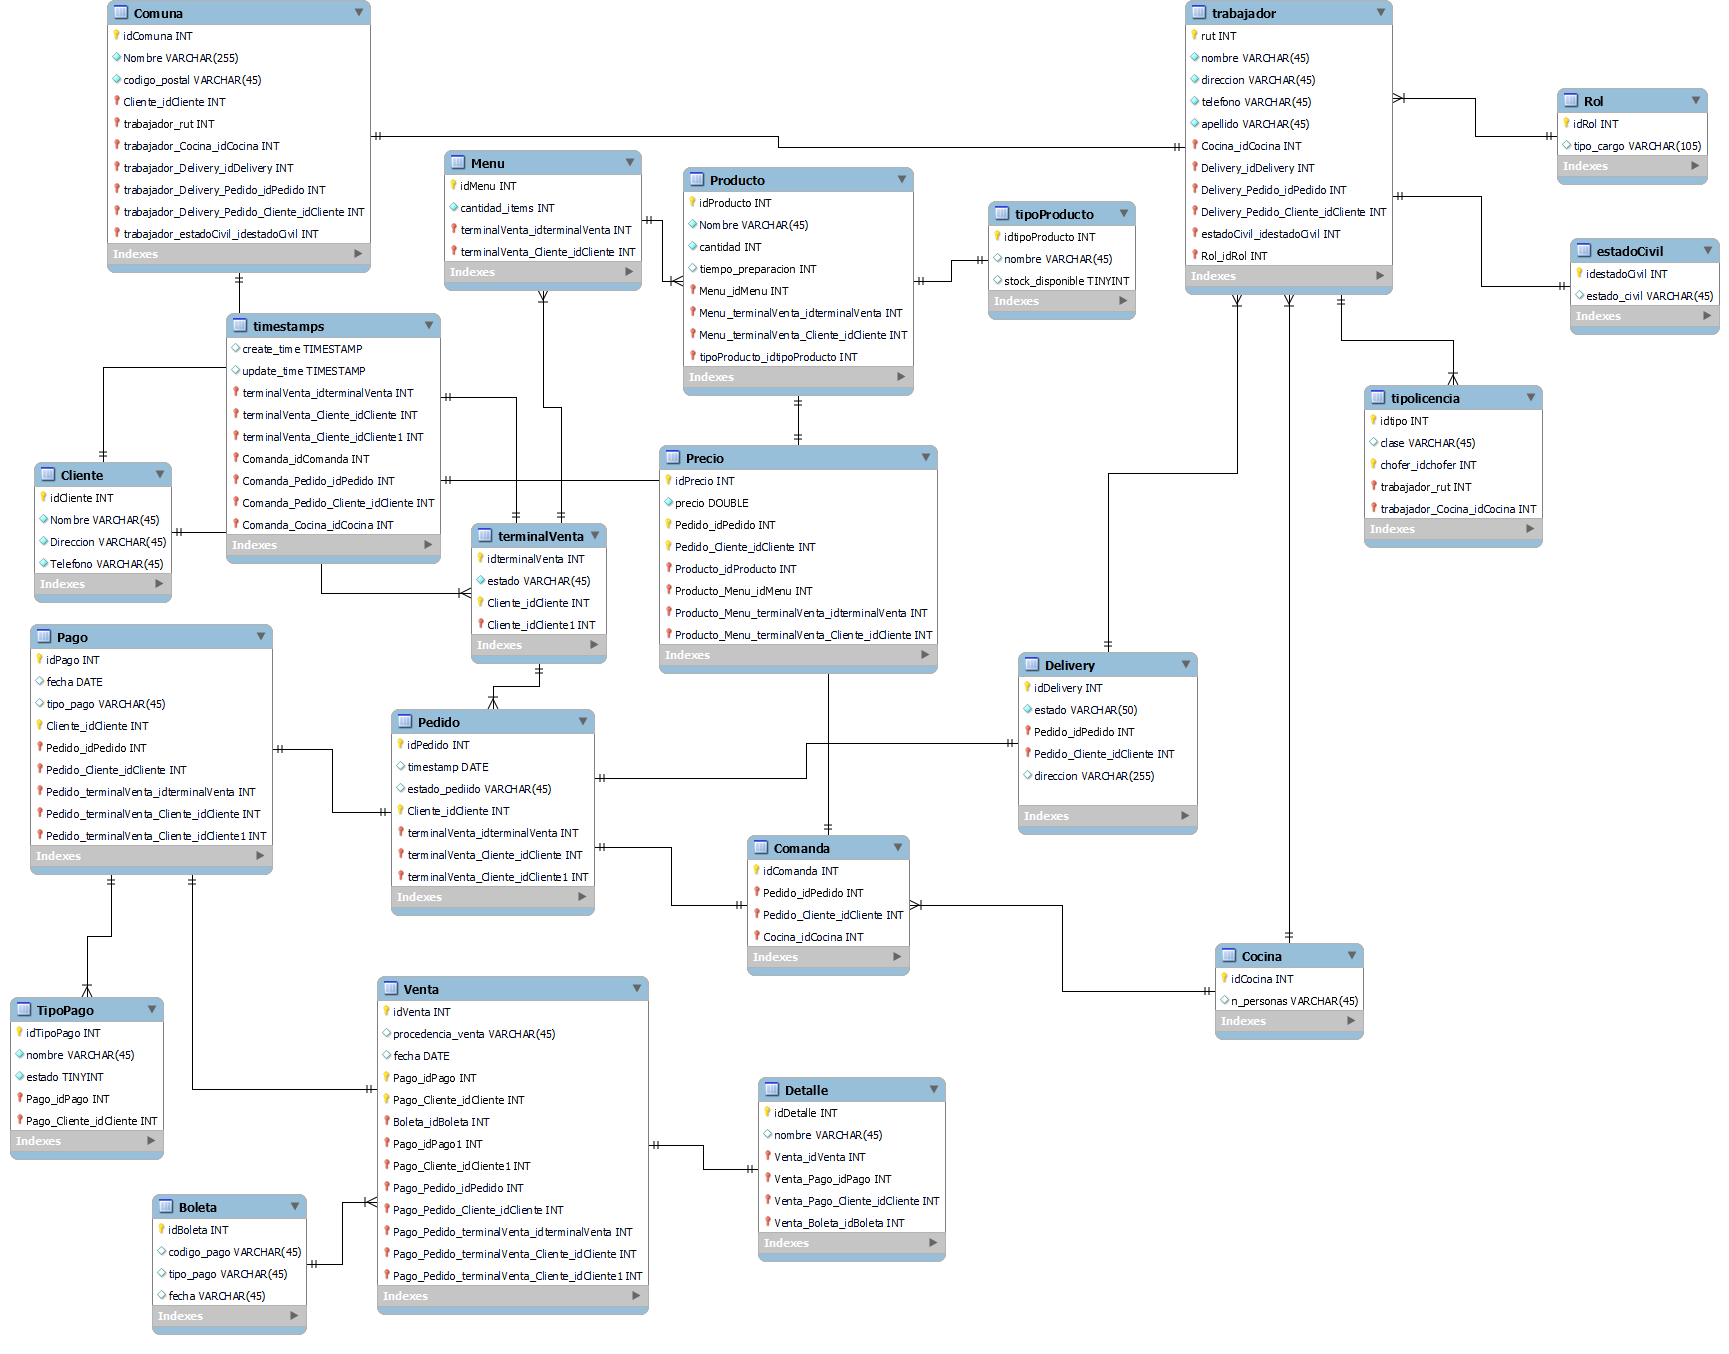 Comuna
idComuna INT
Nombre VARCHAR(255)
codigo_postal VARCHAR(45)
Cliente_idCliente INT
trabajador_rut INT
trabajador_Cocina_idCocina INT
trabajador_Delivery_idDelivery INT
trabajador_Delivery_Pedido_idPedido INT
trabajador_Delivery_Pedido_Cliente_idCliente INT
trabajador_estadoCivil_idestadoCivil INT
Indexes
trabajador
rut INT
nombre VARCHAR(45)
direccion VARCHAR(45)
telefono VARCHAR(45)
apellido VARCHAR(45)
Cocina_idCocina INT
Delivery_idDelivery INT
Delivery_Pedido_idPedido INT
Delivery_Pedido_Cliente_idCliente INT
estadoCivil_idestadoCivil INT
Rol_idRol INT
Indexes
Rol
idRol INT
tipo_cargo VARCHAR(105)
Indexes
Menu
idMenu INT
cantidad_items INT
terminalVenta_idterminalVenta INT
terminalVenta_Cliente_idCliente INT
Indexes
Producto
idProducto INT
Nombre VARCHAR(45)
cantidad INT
tiempo_preparacion INT
Menu_idMenu INT
Menu_terminalVenta_idterminalVenta INT
Menu_terminalVenta_Cliente_idCliente INT
tipoProducto_idtipoProducto INT
Indexes
tipoProducto
idtipoProducto INT
nombre VARCHAR(45)
stock_disponible TINYINT
Indexes
estadoCivil
idestadoCivil INT
estado_civil VARCHAR(45)
Indexes
timestamps
create_time TIMESTAMP
update_time TIMESTAMP
terminalVenta_idterminalVenta INT
terminalVenta_Cliente_idCliente INT
terminalVenta_Cliente_idCliente1 INT
Comanda_idComanda INT
Comanda_Pedido_idPedido INT
Comanda_Pedido_Cliente_idCliente INT
Comanda_Cocina_idCocina INT
Indexes
tipolicencia
idtipo INT
clase VARCHAR(45)
chofer_idchofer INT
trabajador_rut INT
trabajador_Cocina_idCocina INT
Indexes
Cliente
idCliente INT
Nombre VARCHAR(45)
Direccion VARCHAR(45)
Telefono VARCHAR(45)
Indexes
Precio
idPrecio INT
precio DOUBLE
Pedido_idPedido INT
Pedido_Cliente_idCliente INT
Producto_idProducto INT
Producto_Menu_idMenu INT
Producto_Menu_terminalVenta_idterminalVenta INT
Producto_Menu_terminalVenta_Cliente_idCliente INT
Indexes
terminalVenta
idterminalVenta INT
estado VARCHAR(45)
Cliente_idCliente INT
Cliente_idCliente1 INT
Indexes
Pago
idPago INT
fecha DATE
tipo_pago VARCHAR(45)
Cliente_idCliente INT
Pedido_idPedido INT
Pedido_Cliente_idCliente INT
Pedido_terminalVenta_idterminalVenta INT
Pedido_terminalVenta_Cliente_idCliente INT
Pedido_terminalVenta_Cliente_idCliente1 INT
Indexes
Delivery
idDelivery INT
estado VARCHAR(50)
Pedido_idPedido INT
Pedido_Cliente_idCliente INT
direccion VARCHAR(255)
Indexes
Pedido
idPedido INT
timestamp DATE
estado_pediido VARCHAR(45)
Cliente_idCliente INT
terminalVenta_idterminalVenta INT
terminalVenta_Cliente_idCliente INT
terminalVenta_Cliente_idCliente1 INT
Indexes
Comanda
idComanda INT
Pedido_idPedido INT
Pedido_Cliente_idCliente INT
Cocina_idCocina INT
Indexes
Cocina
idCocina INT
n_personas VARCHAR(45)
Indexes
TipoPago
idTipoPago INT
nombre VARCHAR(45)
estado TINYINT
Pago_idPago INT
Pago_Cliente_idCliente INT
Indexes
Venta
idVenta INT
procedencia_venta VARCHAR(45)
fecha DATE
Pago_idPago INT
Pago_Cliente_idCliente INT
Boleta_idBoleta INT
Pago_idPago1 INT
Pago_Cliente_idCliente1 INT
Pago_Pedido_idPedido INT
Pago_Pedido_Cliente_idCliente INT
Pago_Pedido_terminalVenta_idterminalVenta INT
Pago_Pedido_terminalVenta_Cliente_idCliente INT
Pago_Pedido_terminalVenta_Cliente_idCliente1 INT
Indexes
Detalle
idDetalle INT
nombre VARCHAR(45)
Venta_idVenta INT
Venta_Pago_idPago INT
Venta_Pago_Cliente_idCliente INT
Venta_Boleta_idBoleta INT
Indexes
Boleta
idBoleta INT
codigo_pago VARCHAR(45)
tipo_pago VARCHAR(45)
fecha VARCHAR(45)
Indexes